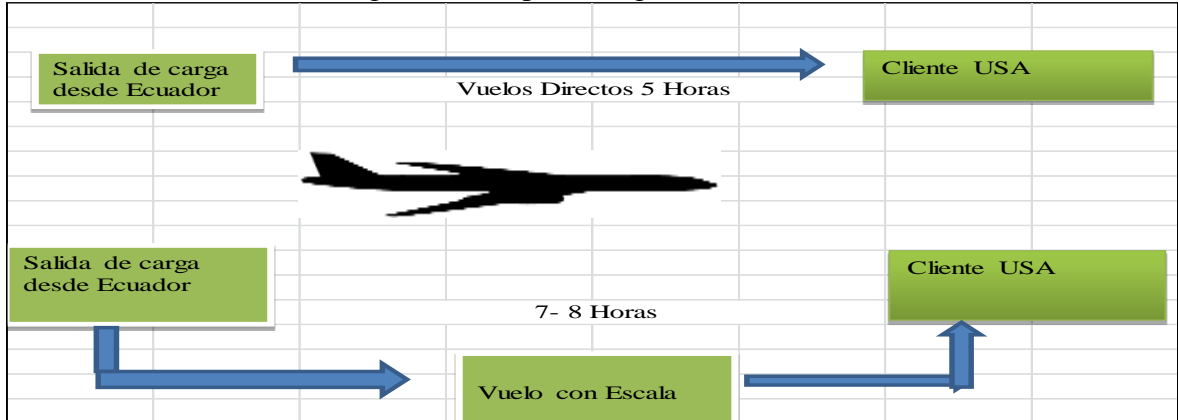 Salida de carga
desde Ecuador
Vuelos Directos 5 Horas
Cliente USA
Salida de carga
desde Ecuador
7- 8 Horas
Cliente USA
Vuelo con Escala